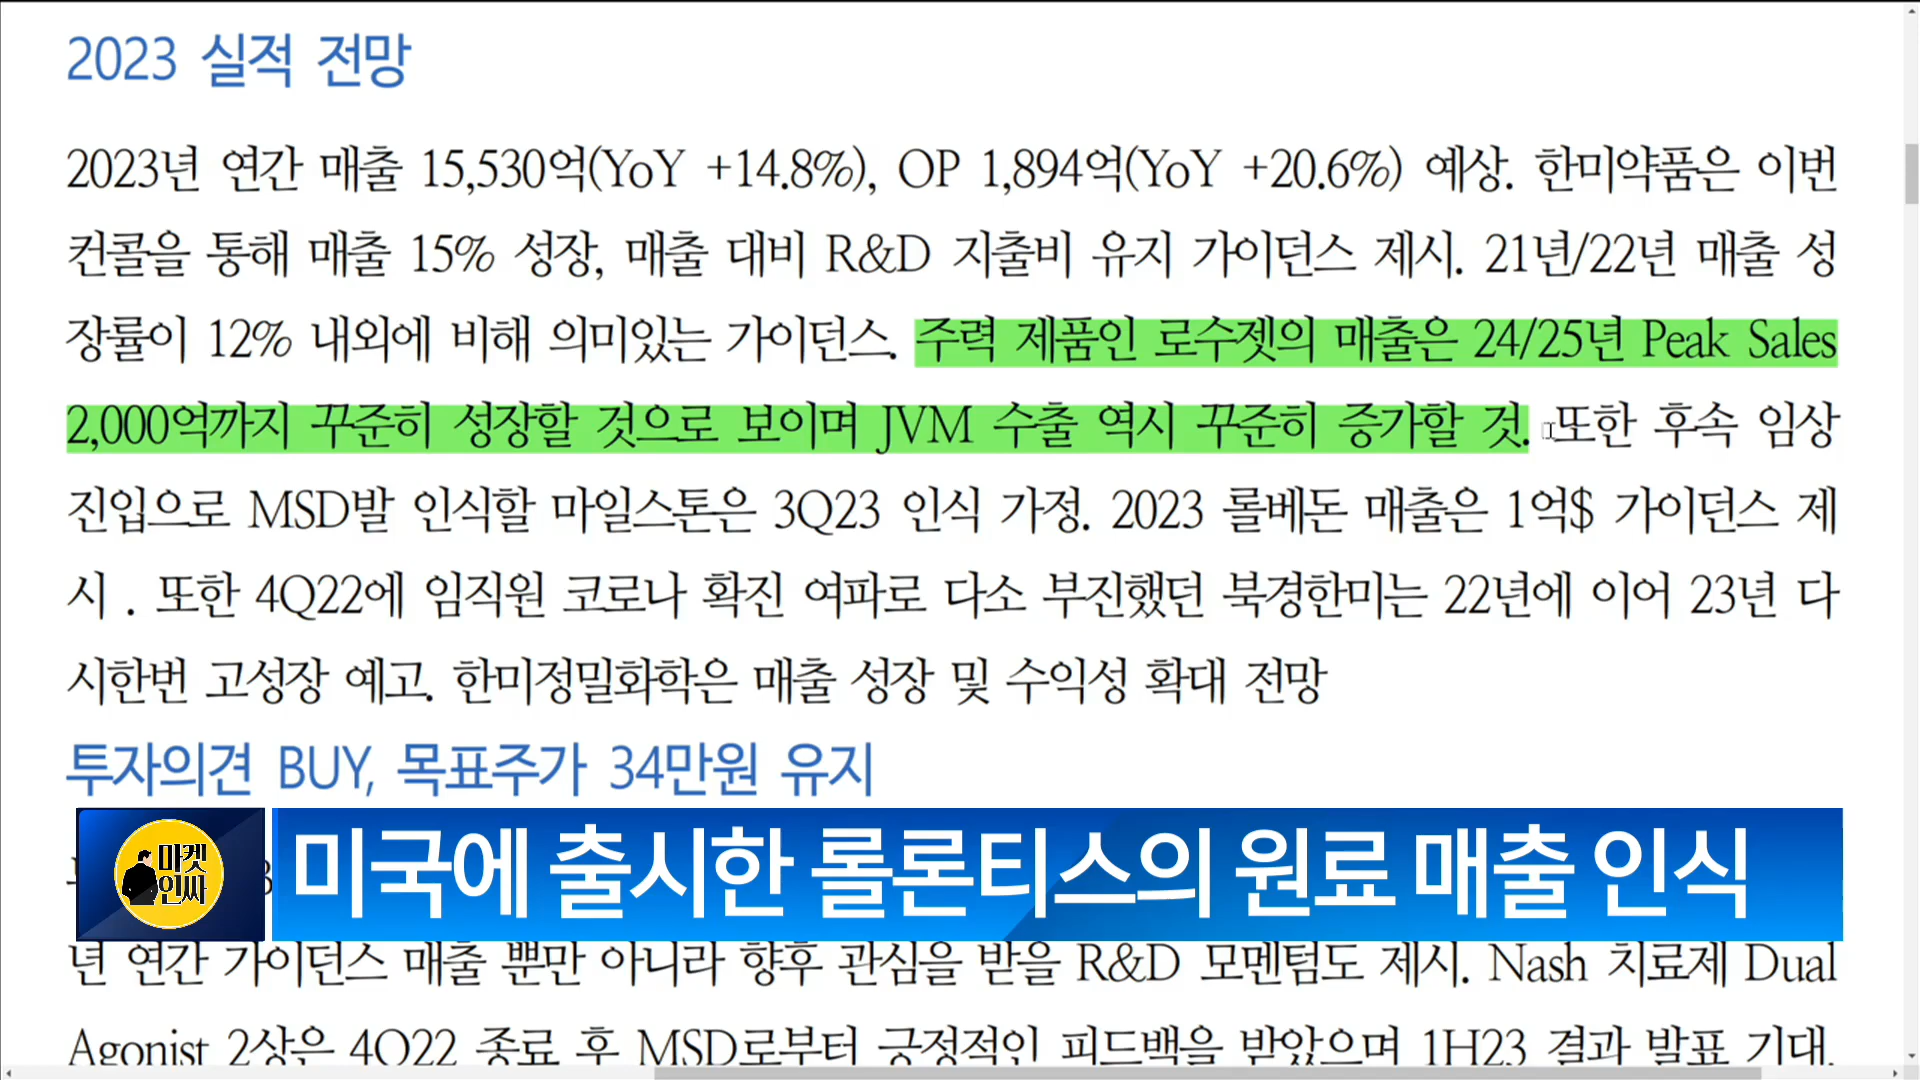 2023 실적 전망
2023년 연간 매출 15,530억(YoY +14.8%), OP 1,894억(YoY +20.6%) 예상. 한미약품은 이번
컨콜을 통해 매출 15% 성장, 매출 대비 R&D 지출비 유지 가이던스 제시. 21년/22년 매출 성
장률이 12% 내외에 비해 의미있는 가이던스. 주력 제품인 로수젯의 매출은 24/25년 Peak Sales
2,000억까지 꾸준히 성장할 것으로 보이며 JVM 수출 역시 꾸준히 증가할 것. 또한 후속 임상
진입으로 MSD발 인식할 마일스톤은 3Q23 인식 가정. 2023 롤베돈 매출은 1억$ 가이던스 제
시 . 또한 4Q22에 임직원 코로나 확진 여파로 다소 부진했던 북경한미는 22년에 이어 23년 다
시한번 고성장 예고. 한미정밀화학은 매출 성장 및 수익성 확대 전망
투자의견 BUY, 목표주가 34만원 유지
마켓
인싸
미국에 출시한 롤론티스의 원료 매출 인식
년 연간 가이던스 매출 뿐만 아니라 향후 관심을 받을 R&D 모멘텀도 제시. Nash 치료제 Dual
Agonist 2상은 4Q22 종료 후 MSD로부터 긍정적인 피드백을 받았으며 1H23 결과 발표 기대.